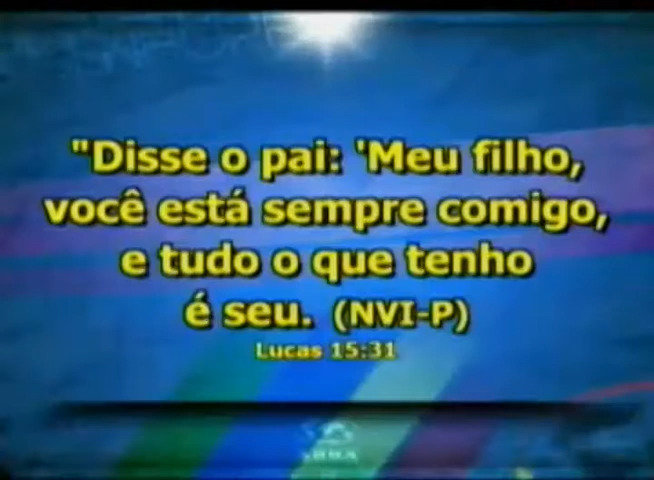 "Disse o pai: 'Meu filho,
você está sempre comigo,
e tudo o que tenho
é seu. (NVI-P)
Lucas 15:31